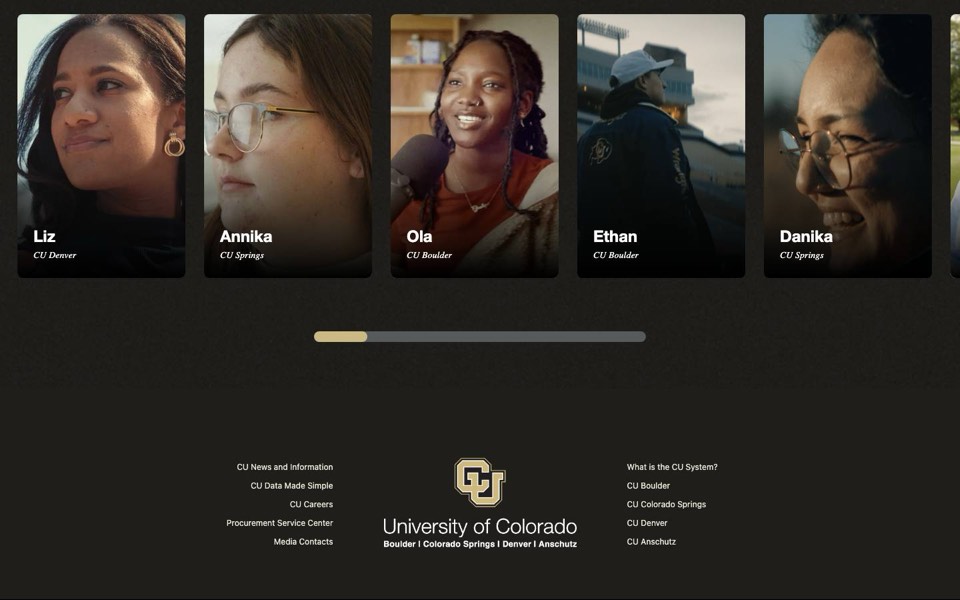 Liz
CU Denver
Annika
CU Springs
Ola
CU Boulder
Ethan
CU Boulder
Danika
CU Springs
CU News and Information
CU Data Made Simple
CU Careers
Procurement Service Center
Media Contacts
CU
University of Colorado
Boulder | Colorado Springs | Denver | Anschutz
What is the CU System?
CU Boulder
CU Colorado Springs
CU Denver
CU Anschutz